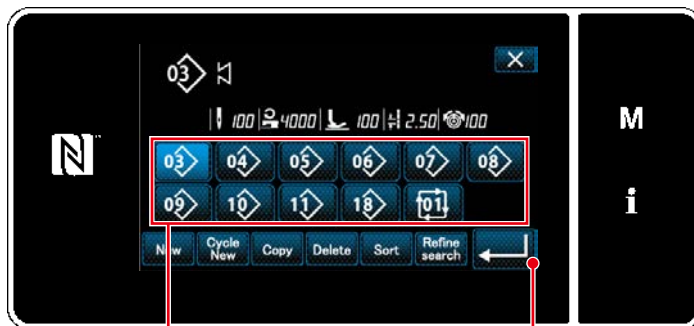 03
100 4000 100 2.50 100
M
03 04 05 06 07 08
i
09 10 11 18 01
New Cycle New Copy Delete Sort Refine search